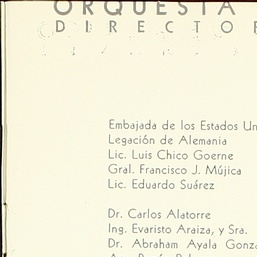 ORQUESTA
DIRECTOR
Embajada de los Estados Un
Legación de Alemania
Lic. Luis Chico Goerne
Gral. Francisco J. Mújica
Lic. Eduardo Suárez
Dr. Carlos Alatorre
Ing. Evaristo Araiza, y Sra.
Dr. Abraham Ayala Gonzá